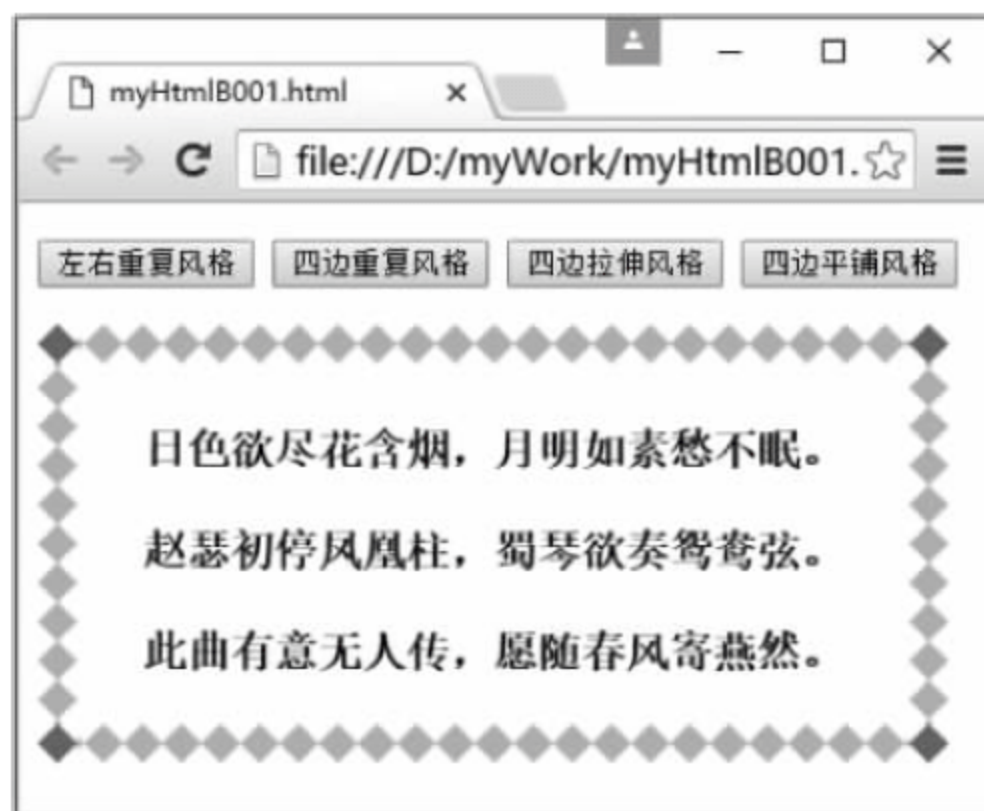 myHtmlB001.html
file:///D:/myWork/myHtmlB001.
左右重复风格 四边重复风格 四边拉伸风格 四边平铺风格
日色欲尽花含烟，月明如素愁不眠。
赵瑟初停凤凰柱，蜀琴欲奏鸳鸯弦。
此曲有意无人传，愿随春风寄燕然。